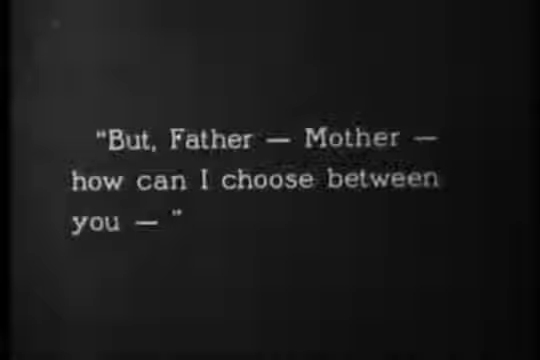 "But, Father — Mother —
how can I choose between
you — "